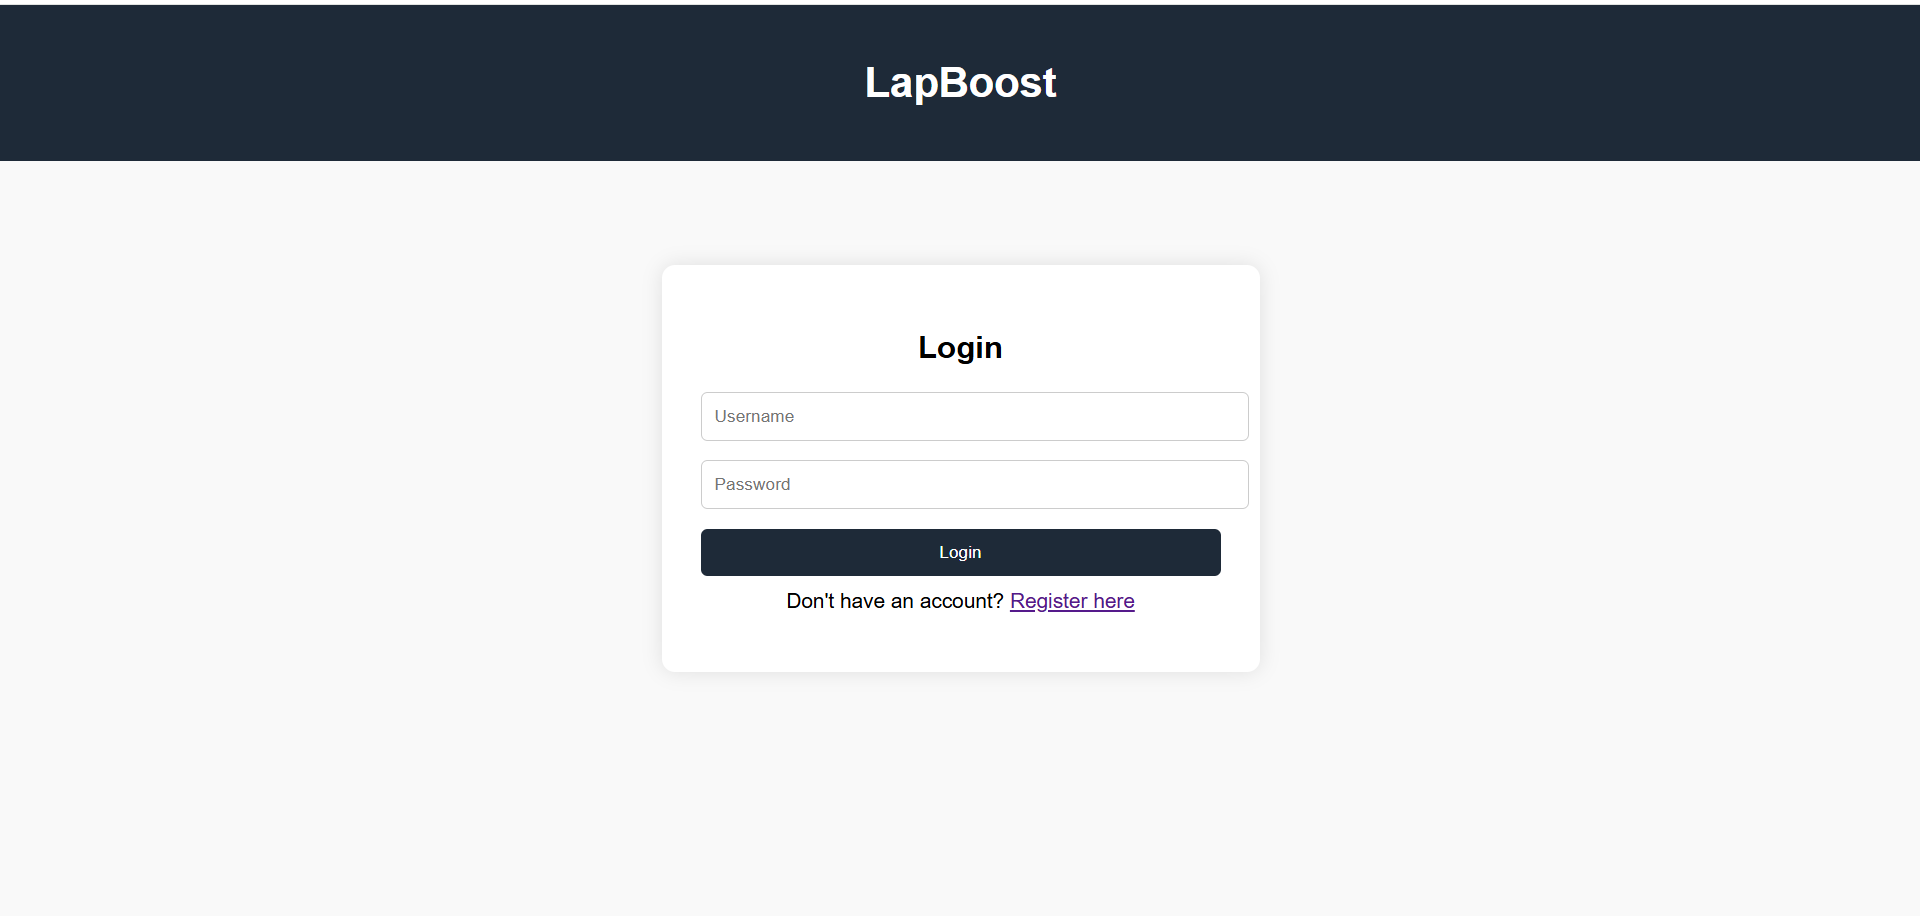 LapBoost
Login
Username
Password
Login
Don't have an account? Register here